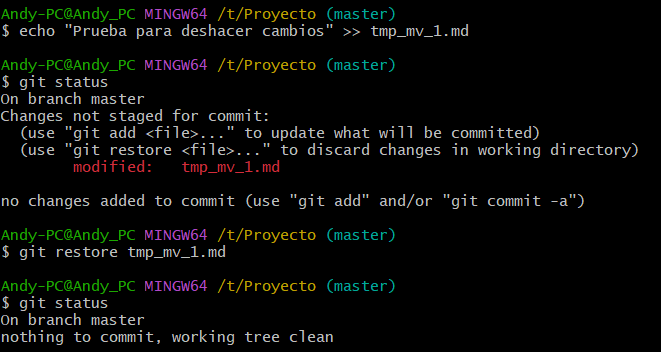 Andy-PC@Andy_PC MINGW64 /t/Proyecto (master)
$ echo "Prueba para deshacer cambios" >> tmp_mv_1.md
Andy-PC@Andy_PC MINGW64 /t/Proyecto (master)
$ git status
On branch master
Changes not staged for commit:
  (use "git add <file>..." to update what will be committed)
  (use "git restore <file>..." to discard changes in working directory)
        modified:   tmp_mv_1.md
no changes added to commit (use "git add" and/or "git commit -a")
Andy-PC@Andy_PC MINGW64 /t/Proyecto (master)
$ git restore tmp_mv_1.md
Andy-PC@Andy_PC MINGW64 /t/Proyecto (master)
$ git status
On branch master
nothing to commit, working tree clean